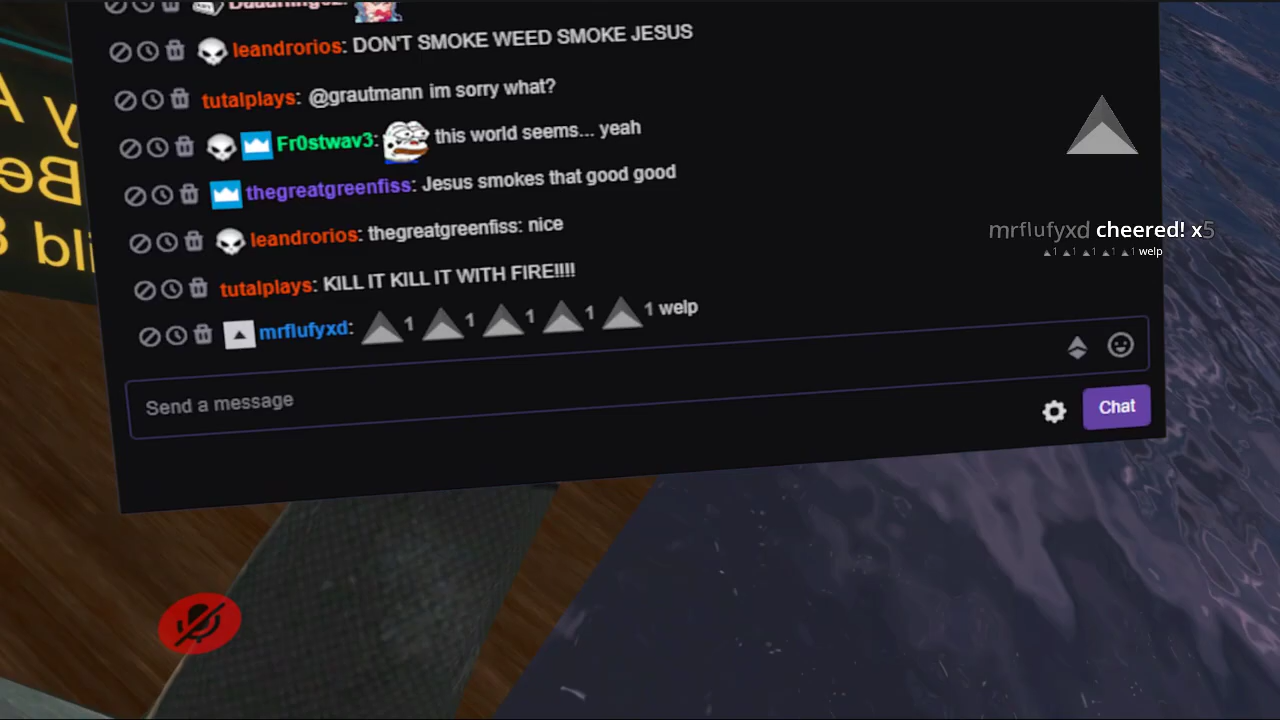 leandrorios: DON'T SMOKE WEED SMOKE JESUS
tutalplays: @grautmann im sorry what?
Fr0stwav3: this world seems... yeah
thegreatgreenfiss: Jesus smokes that good good
leandrorios: thegreatgreenfiss: nice
tutalplays: KILL IT KILL IT WITH FIRE!!!!
mrflufyxd: 1 1 1 1 1 welp
mrflufyxd cheered! x5
1 1 1 1 1 welp
Send a message
Chat